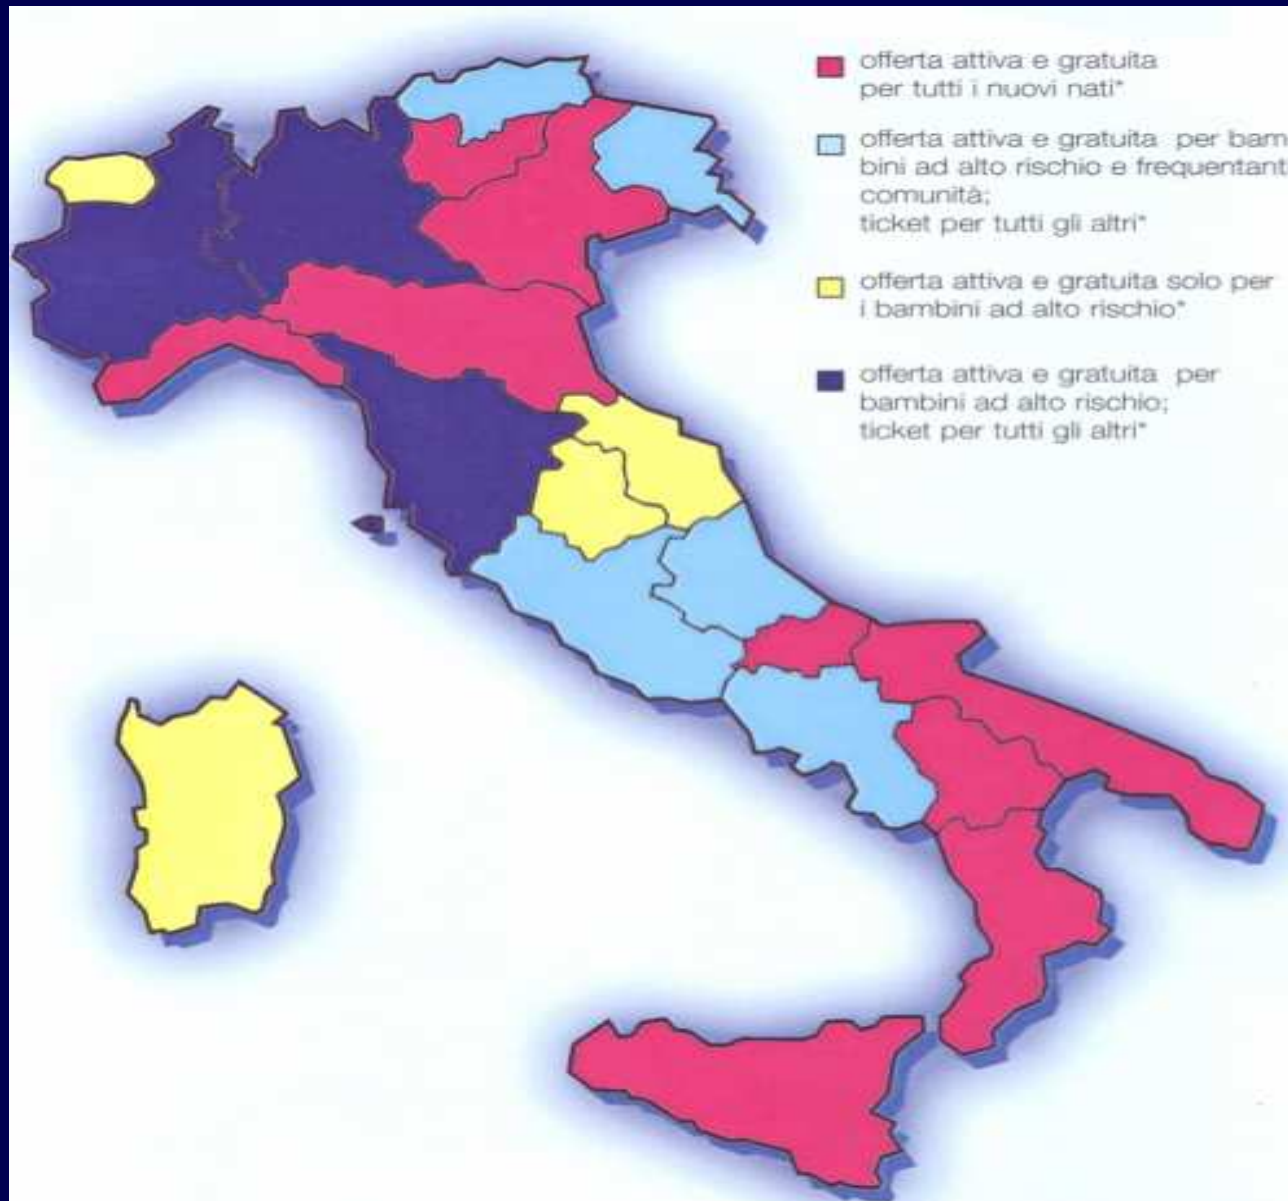 offerta attiva e gratuita
per tutti i nuovi nati*
offerta attiva e gratuita per bam
bini ad alto rischio e frequentant
comunità;
ticket per tutti gli altri*
offerta attiva e gratuita solo per
i bambini ad alto rischio*
offerta attiva e gratuita per
bambini ad alto rischio;
ticket per tutti gli altri*